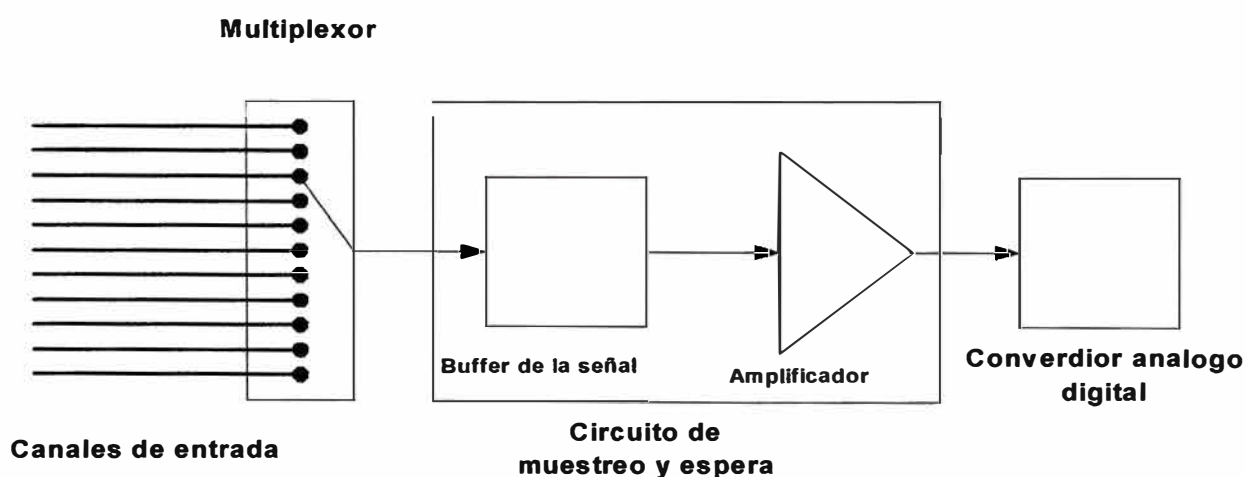 Multiplexor
Buffer de la señal
Amplificador
Converdior analogo
digital
Canales de entrada
Circuito de
muestreo y espera